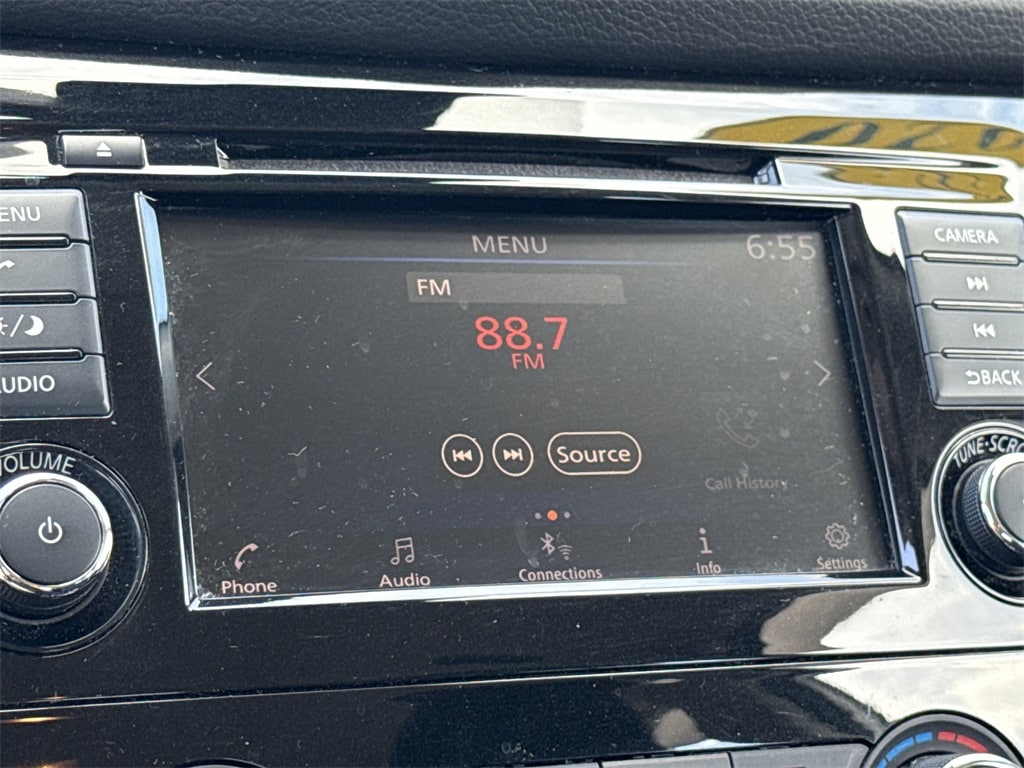 MENU 6:55
FM
88.7
FM
Source
Call History
Phone Audio Connections Info Settings
ENU
AUDIO
VOLUME
CAMERA
BACK
TUNE·SCRO